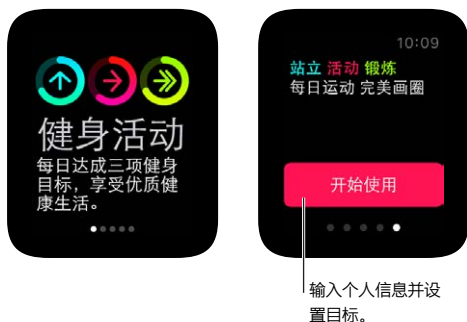 健身活动
每日达成三项健身
目标，享受优质健
康生活。
10:09
站立 活动 锻炼
每日运动 完美画圈
开始使用
输入个人信息并设
置目标。